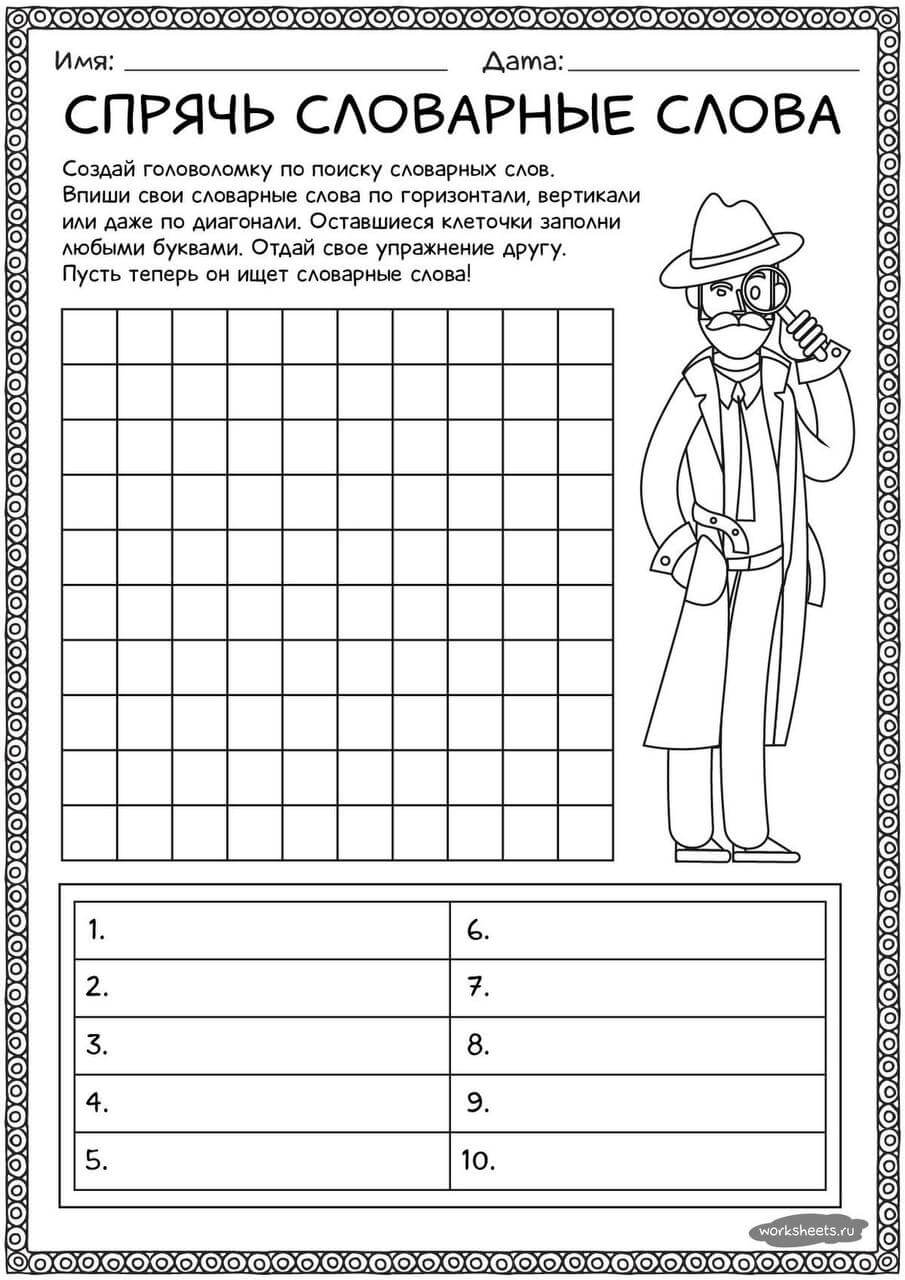 Имя: Дата:
СПРЯЧЬ СЛОВАРНЫЕ СЛОВА
Создай головоломку по поиску словарных слов.
Впиши свои словарные слова по горизонтали, вертикали
или даже по диагонали. Оставшиеся клеточки заполни
любыми буквами. Отдай свое упражнение другу.
Пусть теперь он ищет словарные слова!
1. 6.
2. 7.
3. 8.
4. 9.
5. 10.
worksheets.ru